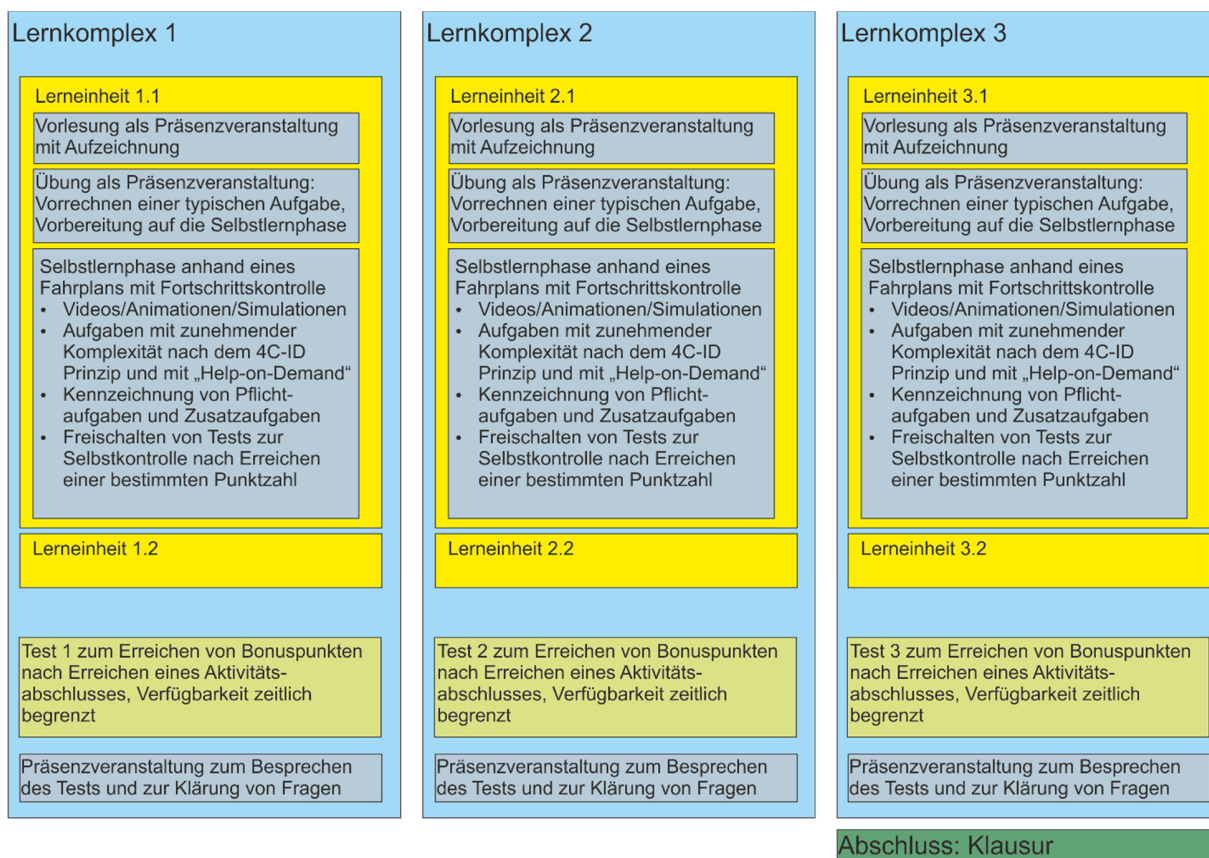 Lernkomplex 1
Lerneinheit 1.1
Vorlesung als Präsenzveranstaltung
mit Aufzeichnung
Übung als Präsenzveranstaltung:
Vorrechnen einer typischen Aufgabe,
Vorbereitung auf die Selbstlernphase
Selbstlernphase anhand eines
Fahrplans mit Fortschrittskontrolle
• Videos/Animationen/Simulationen
• Aufgaben mit zunehmender
Komplexität nach dem 4C-ID
Prinzip und mit „Help-on-Demand“
• Kennzeichnung von Pflicht-
aufgaben und Zusatzaufgaben
• Freischalten von Tests zur
Selbstkontrolle nach Erreichen
einer bestimmten Punktzahl
Lerneinheit 1.2
Test 1 zum Erreichen von Bonuspunkten
nach Erreichen eines Aktivitäts-
abschlusses, Verfügbarkeit zeitlich
begrenzt
Präsenzveranstaltung zum Besprechen
des Tests und zur Klärung von Fragen
Lernkomplex 2
Lerneinheit 2.1
Vorlesung als Präsenzveranstaltung
mit Aufzeichnung
Übung als Präsenzveranstaltung:
Vorrechnen einer typischen Aufgabe,
Vorbereitung auf die Selbstlernphase
Selbstlernphase anhand eines
Fahrplans mit Fortschrittskontrolle
• Videos/Animationen/Simulationen
• Aufgaben mit zunehmender
Komplexität nach dem 4C-ID
Prinzip und mit „Help-on-Demand“
• Kennzeichnung von Pflicht-
aufgaben und Zusatzaufgaben
• Freischalten von Tests zur
Selbstkontrolle nach Erreichen
einer bestimmten Punktzahl
Lerneinheit 2.2
Test 2 zum Erreichen von Bonuspunkten
nach Erreichen eines Aktivitäts-
abschlusses, Verfügbarkeit zeitlich
begrenzt
Präsenzveranstaltung zum Besprechen
des Tests und zur Klärung von Fragen
Lernkomplex 3
Lerneinheit 3.1
Vorlesung als Präsenzveranstaltung
mit Aufzeichnung
Übung als Präsenzveranstaltung:
Vorrechnen einer typischen Aufgabe,
Vorbereitung auf die Selbstlernphase
Selbstlernphase anhand eines
Fahrplans mit Fortschrittskontrolle
• Videos/Animationen/Simulationen
• Aufgaben mit zunehmender
Komplexität nach dem 4C-ID
Prinzip und mit „Help-on-Demand“
• Kennzeichnung von Pflicht-
aufgaben und Zusatzaufgaben
• Freischalten von Tests zur
Selbstkontrolle nach Erreichen
einer bestimmten Punktzahl
Lerneinheit 3.2
Test 3 zum Erreichen von Bonuspunkten
nach Erreichen eines Aktivitäts-
abschlusses, Verfügbarkeit zeitlich
begrenzt
Präsenzveranstaltung zum Besprechen
des Tests und zur Klärung von Fragen
Abschluss: Klausur